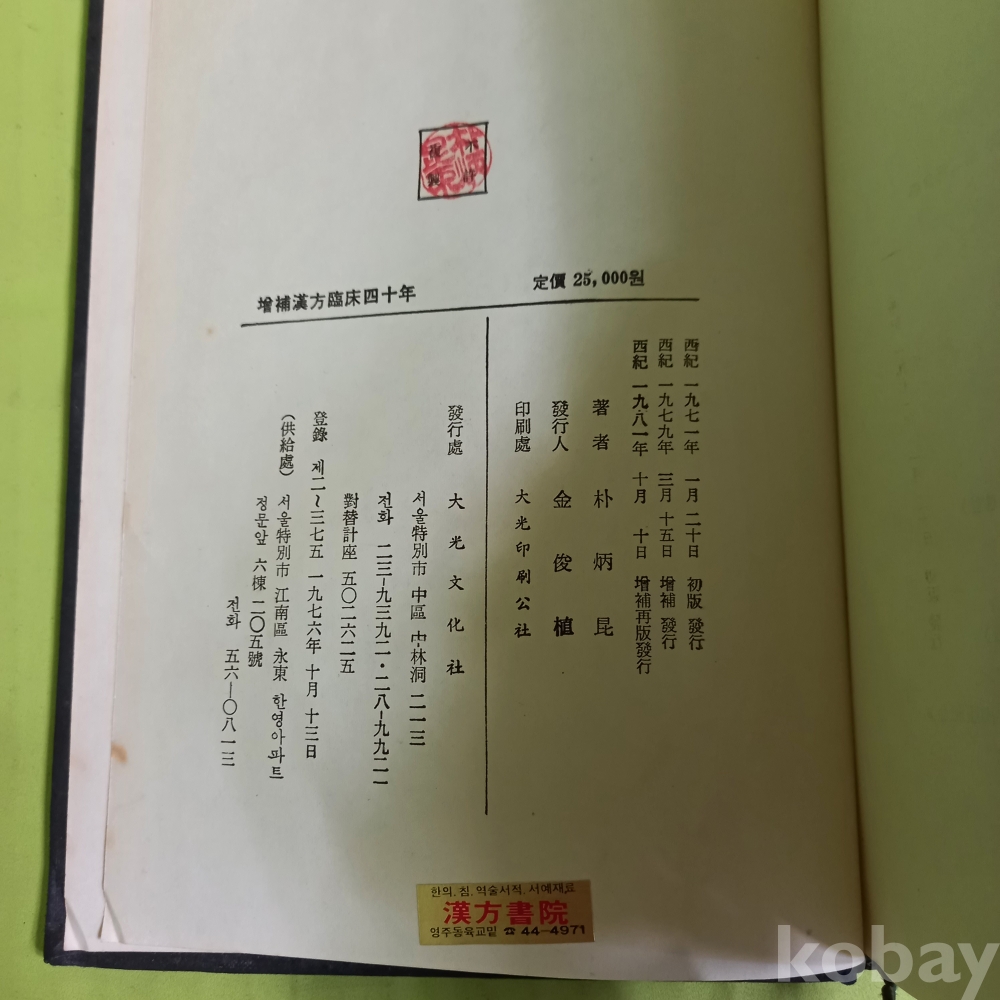 增補漢方臨床四十年
定價 25,000원
西紀 一九七一年 一月 二十日 初版 發行
西紀 一九七九年 三月 十五日 增補 發行
西紀 一九八一年 十月 十日 增補再版發行
著者 朴炳昆
發行人 金俊植
印刷處 大光印刷公社
發行處 大光文化社
서울特別市 中區 中林洞 二一三
전화 二三-九三九二・二八-九九二一
對替計座 五〇二六二五
登錄 제二~三七五 一九七六年 十月 十三日
(供給處) 서울特別市 江南區 永東 한영아파트
정문앞 六棟 二〇五號
전화 五六-〇八一三
한의. 침. 역술서적. 서예재료
漢方書院
영주동육교밑 ☎ 44-4971
kobay